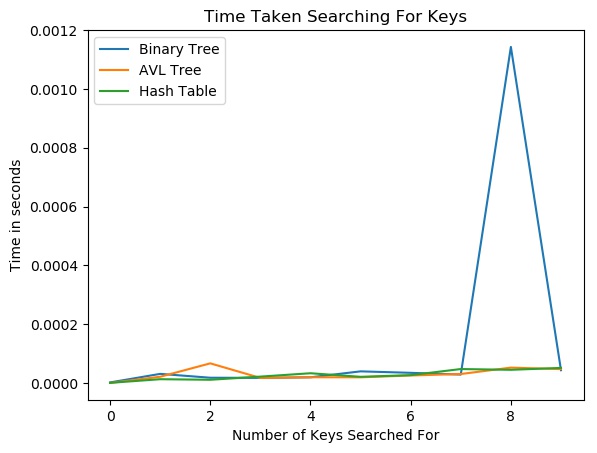 Time Taken Searching For Keys
Binary Tree
AVL Tree
Hash Table
Time in seconds
0.0012
0.0010
0.0008
0.0006
0.0004
0.0002
0.0000
0 2 4 6 8
Number of Keys Searched For